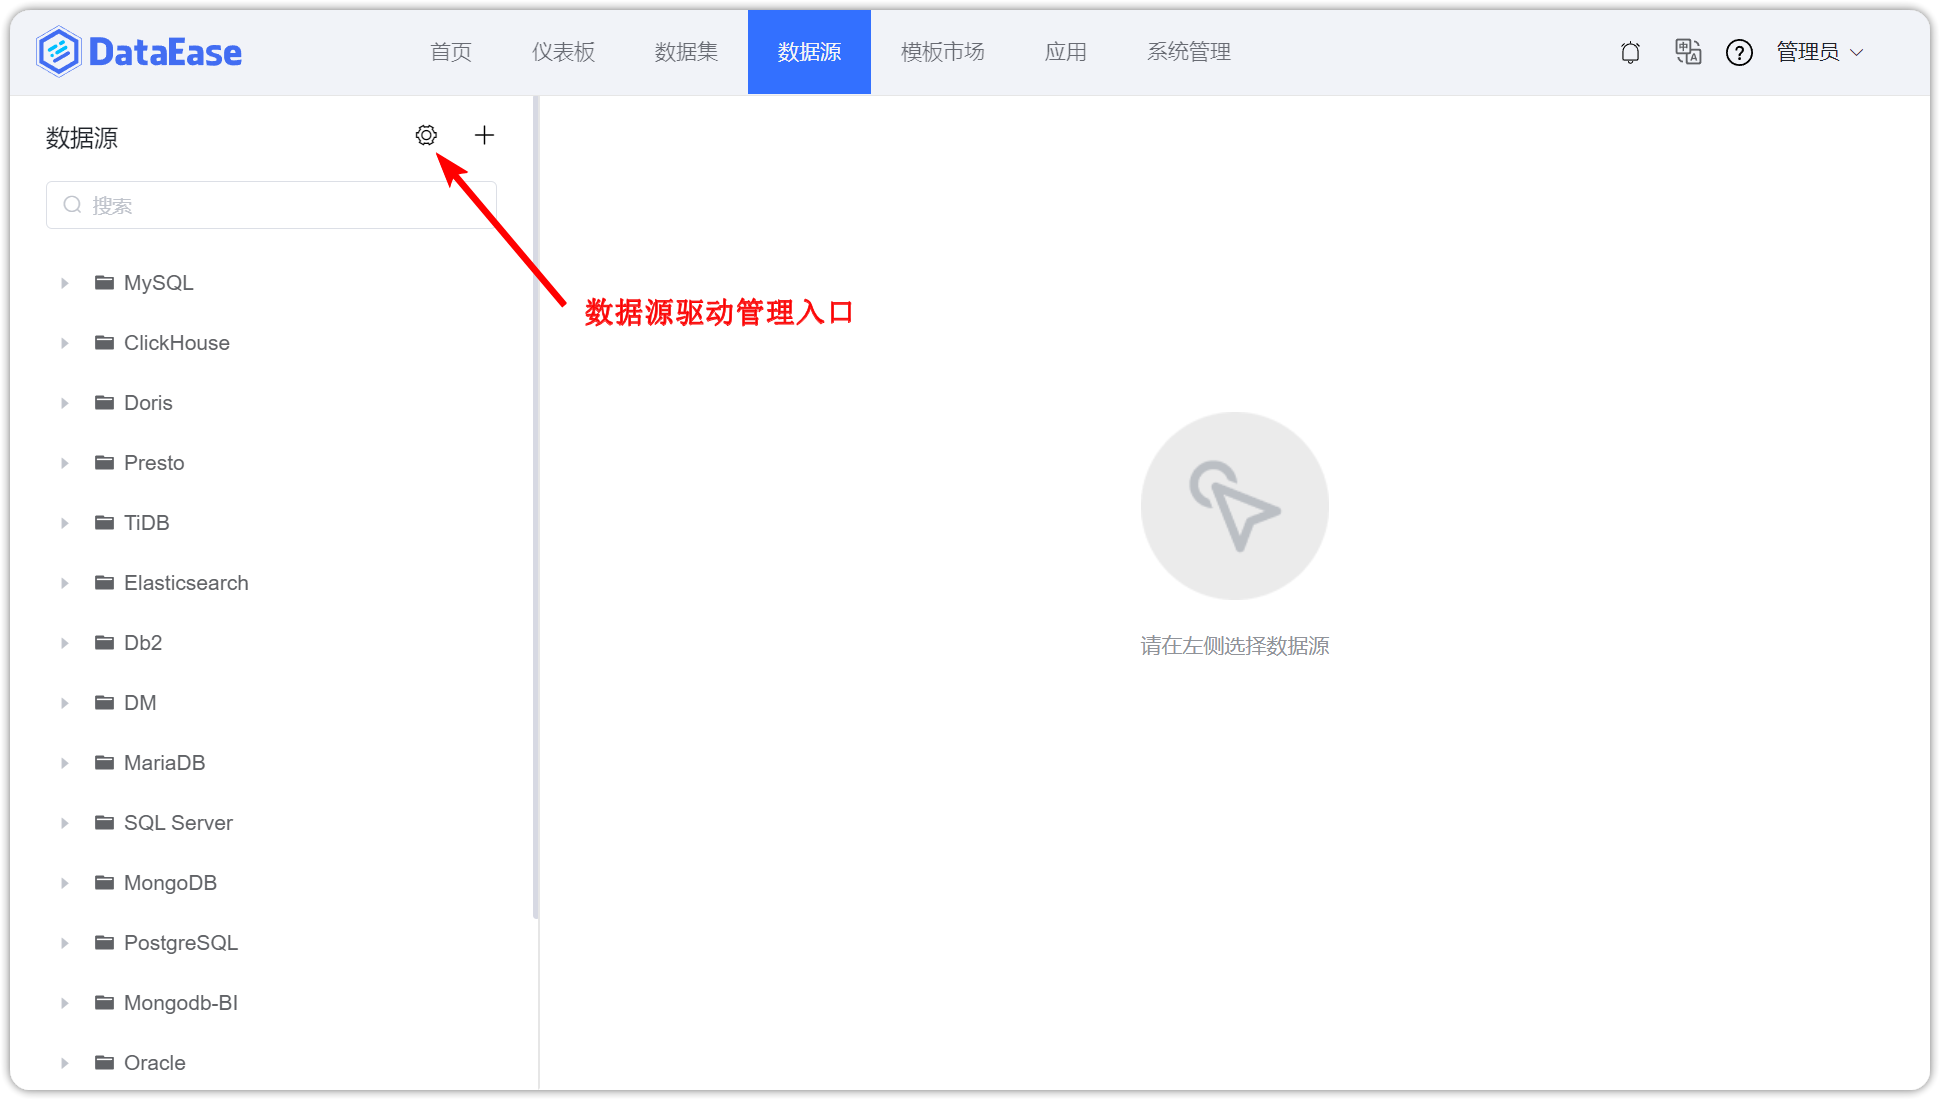 DataEase 首页 仪表板 数据集 数据源 模板市场 应用 系统管理 管理员
数据源
搜索
数据源驱动管理入口
MySQL
ClickHouse
Doris
Presto
TiDB
Elasticsearch
Db2
请在左侧选择数据源
DM
MariaDB
SQL Server
MongoDB
PostgreSQL
Mongodb-BI
Oracle